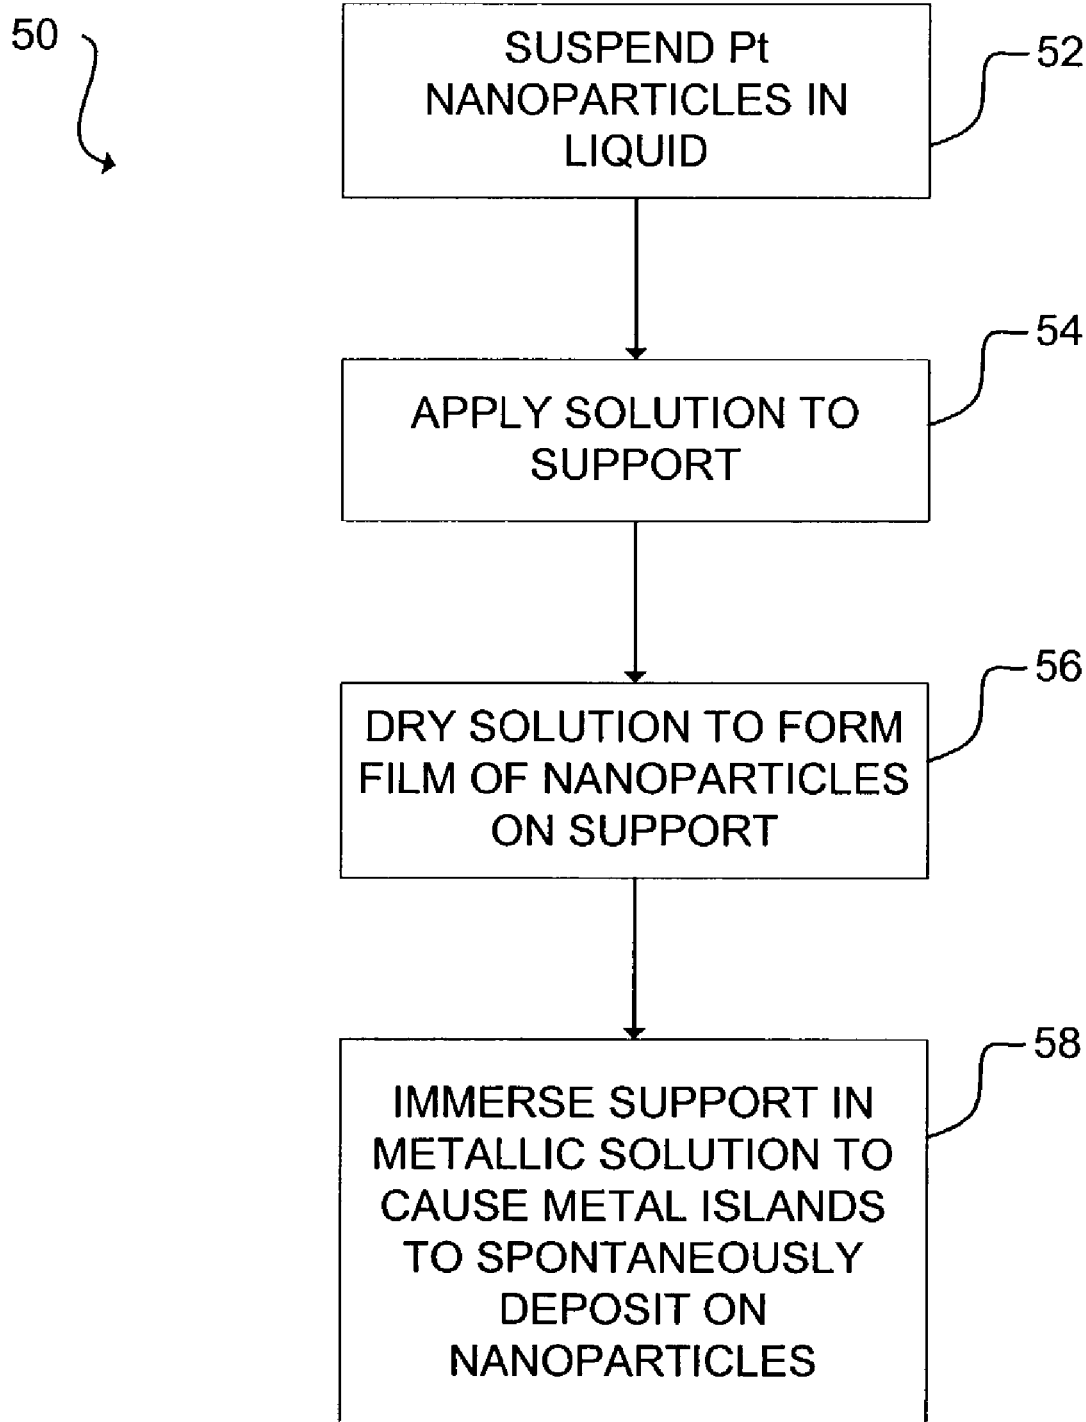 50
SUSPEND Pt
NANOPARTICLES IN
LIQUID
52
APPLY SOLUTION TO
SUPPORT
54
DRY SOLUTION TO FORM
FILM OF NANOPARTICLES
ON SUPPORT
56
IMMERSE SUPPORT IN
METALLIC SOLUTION TO
CAUSE METAL ISLANDS
TO SPONTANEOUSLY
DEPOSIT ON
NANOPARTICLES
58